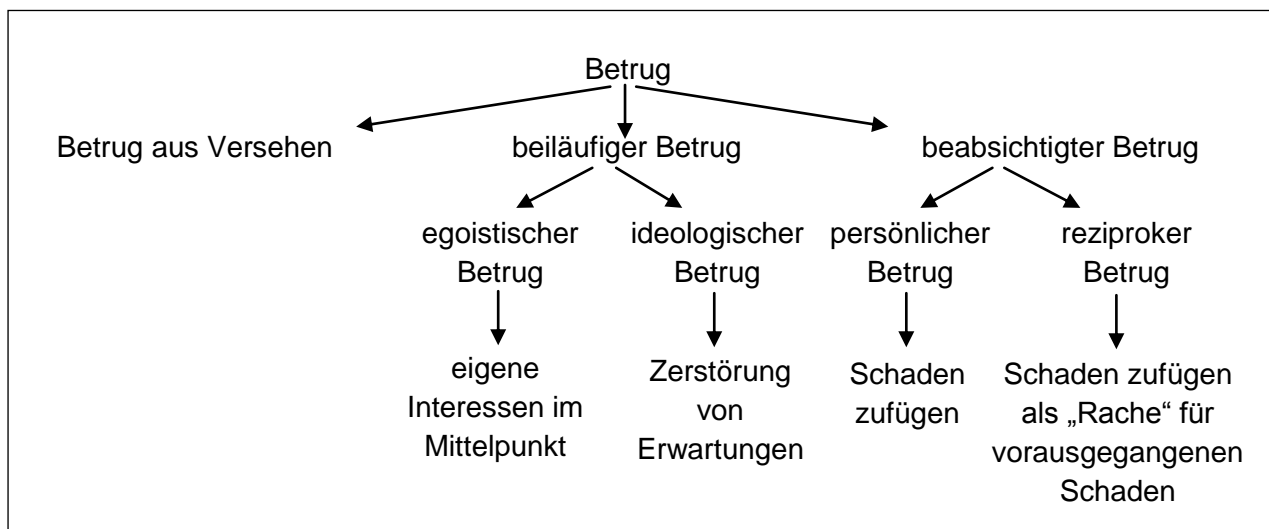 Betrug
Betrug aus Versehen
beiläufiger Betrug
beabsichtigter Betrug
egoistischer
Betrug
ideologischer
Betrug
persönlicher
Betrug
reziproker
Betrug
eigene
Interessen im
Mittelpunkt
Zerstörung
von
Erwartungen
Schaden
zufügen
Schaden zufügen
als „Rache“ für
vorausgegangenen
Schaden